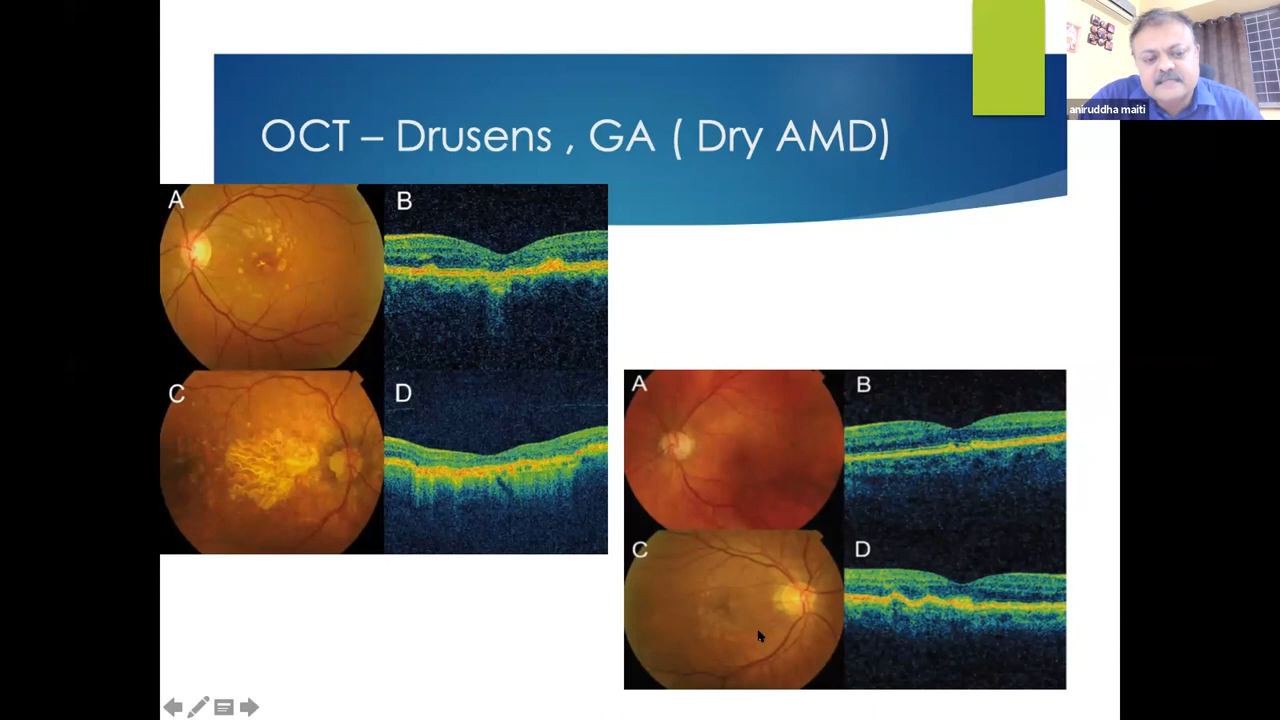 aniruddha maiti
OCT – Drusens , GA ( Dry AMD)
A
B
C
D
A
B
C
D